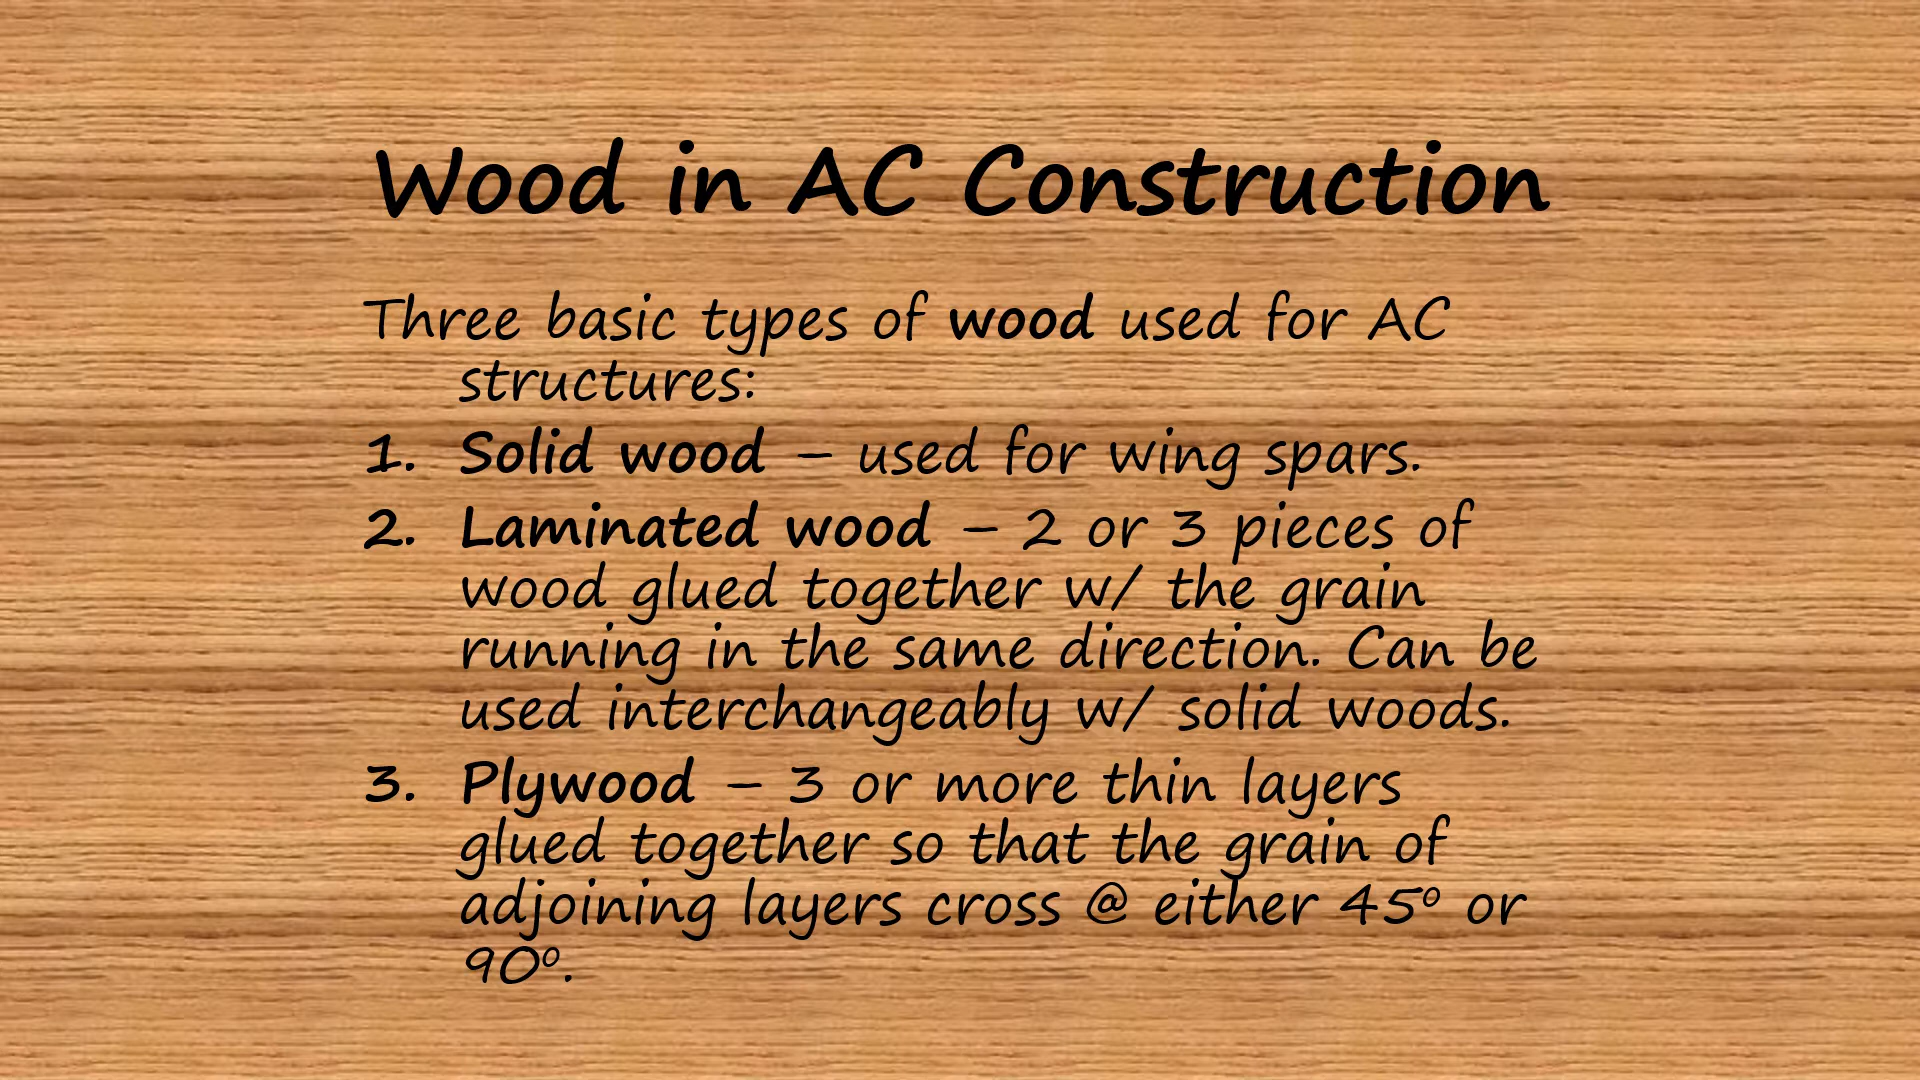 Wood in AC Construction
Three basic types of wood used for AC
structures:
1. Solid wood – used for wing spars.
2. Laminated wood – 2 or 3 pieces of
wood glued together w/ the grain
running in the same direction. Can be
used interchangeably w/ solid woods.
3. Plywood – 3 or more thin layers
glued together so that the grain of
adjoining layers cross @ either 45º or
90º.